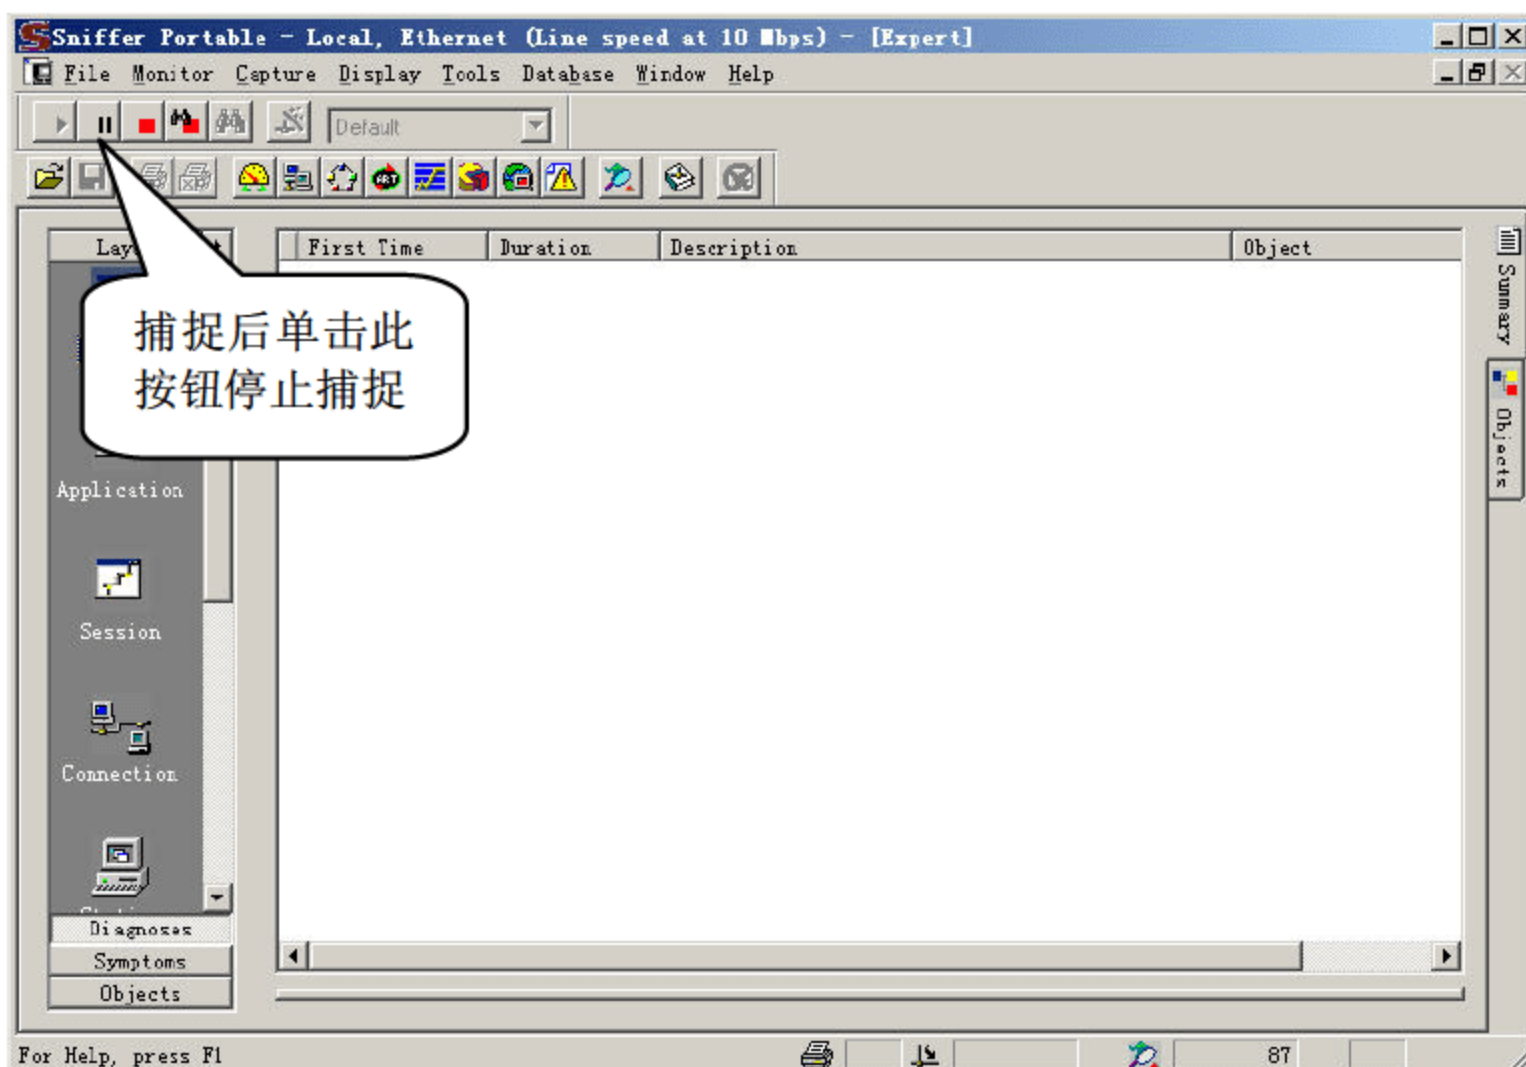 Sniffer Portable - Local, Ethernet (Line speed at 10 Mbps) - [Expert]
File Monitor Capture Display Tools Database Window Help
Default
ART
First Time Duration Description Object
捕捉后单击此
按钮停止捕捉
Summary
Objects
Application
Session
Connection
Diagnoses
Symptoms
Objects
For Help, press F1
87